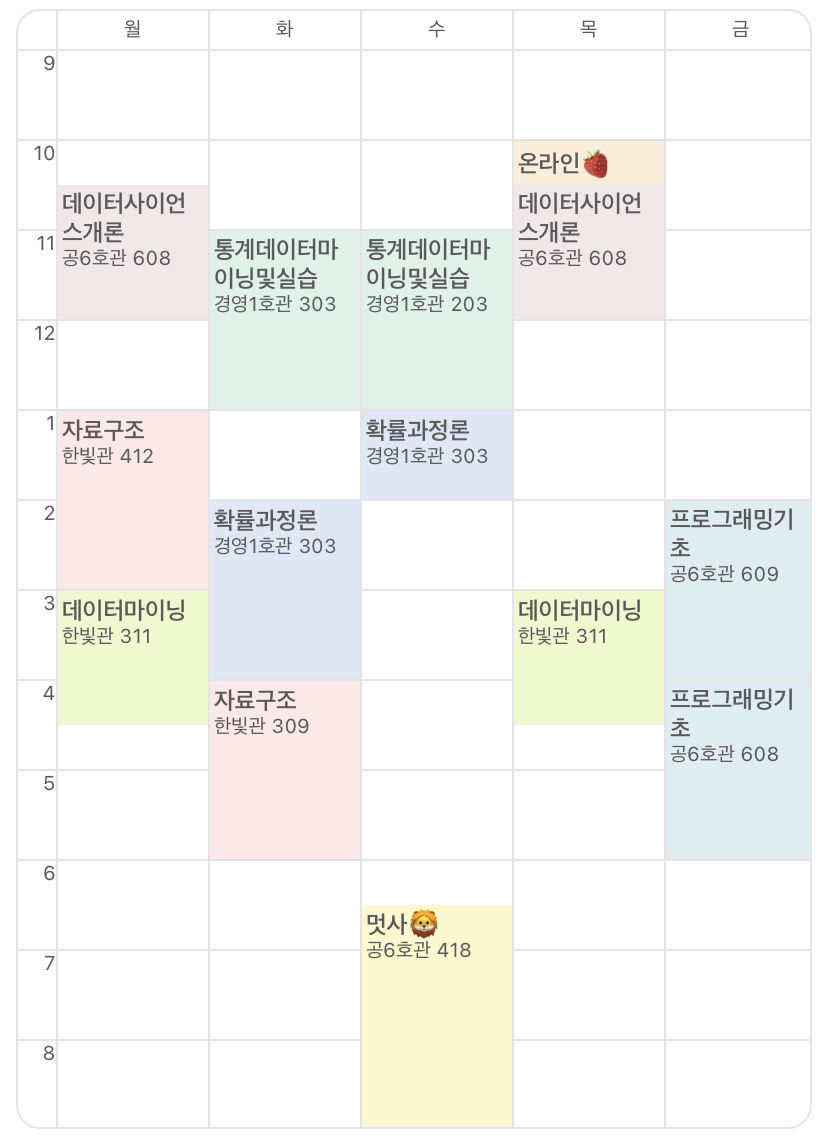 월 화 수 목 금
9
10
온라인🍓
데이터사이언
스개론
공6호관 608
데이터사이언
스개론
공6호관 608
11
통계데이터마
이닝및실습
경영1호관 303
통계데이터마
이닝및실습
경영1호관 203
12
1
자료구조
한빛관 412
확률과정론
경영1호관 303
2
확률과정론
경영1호관 303
프로그래밍기
초
공6호관 609
3
데이터마이닝
한빛관 311
데이터마이닝
한빛관 311
4
자료구조
한빛관 309
프로그래밍기
초
공6호관 608
5
6
멋사🦁
공6호관 418
7
8